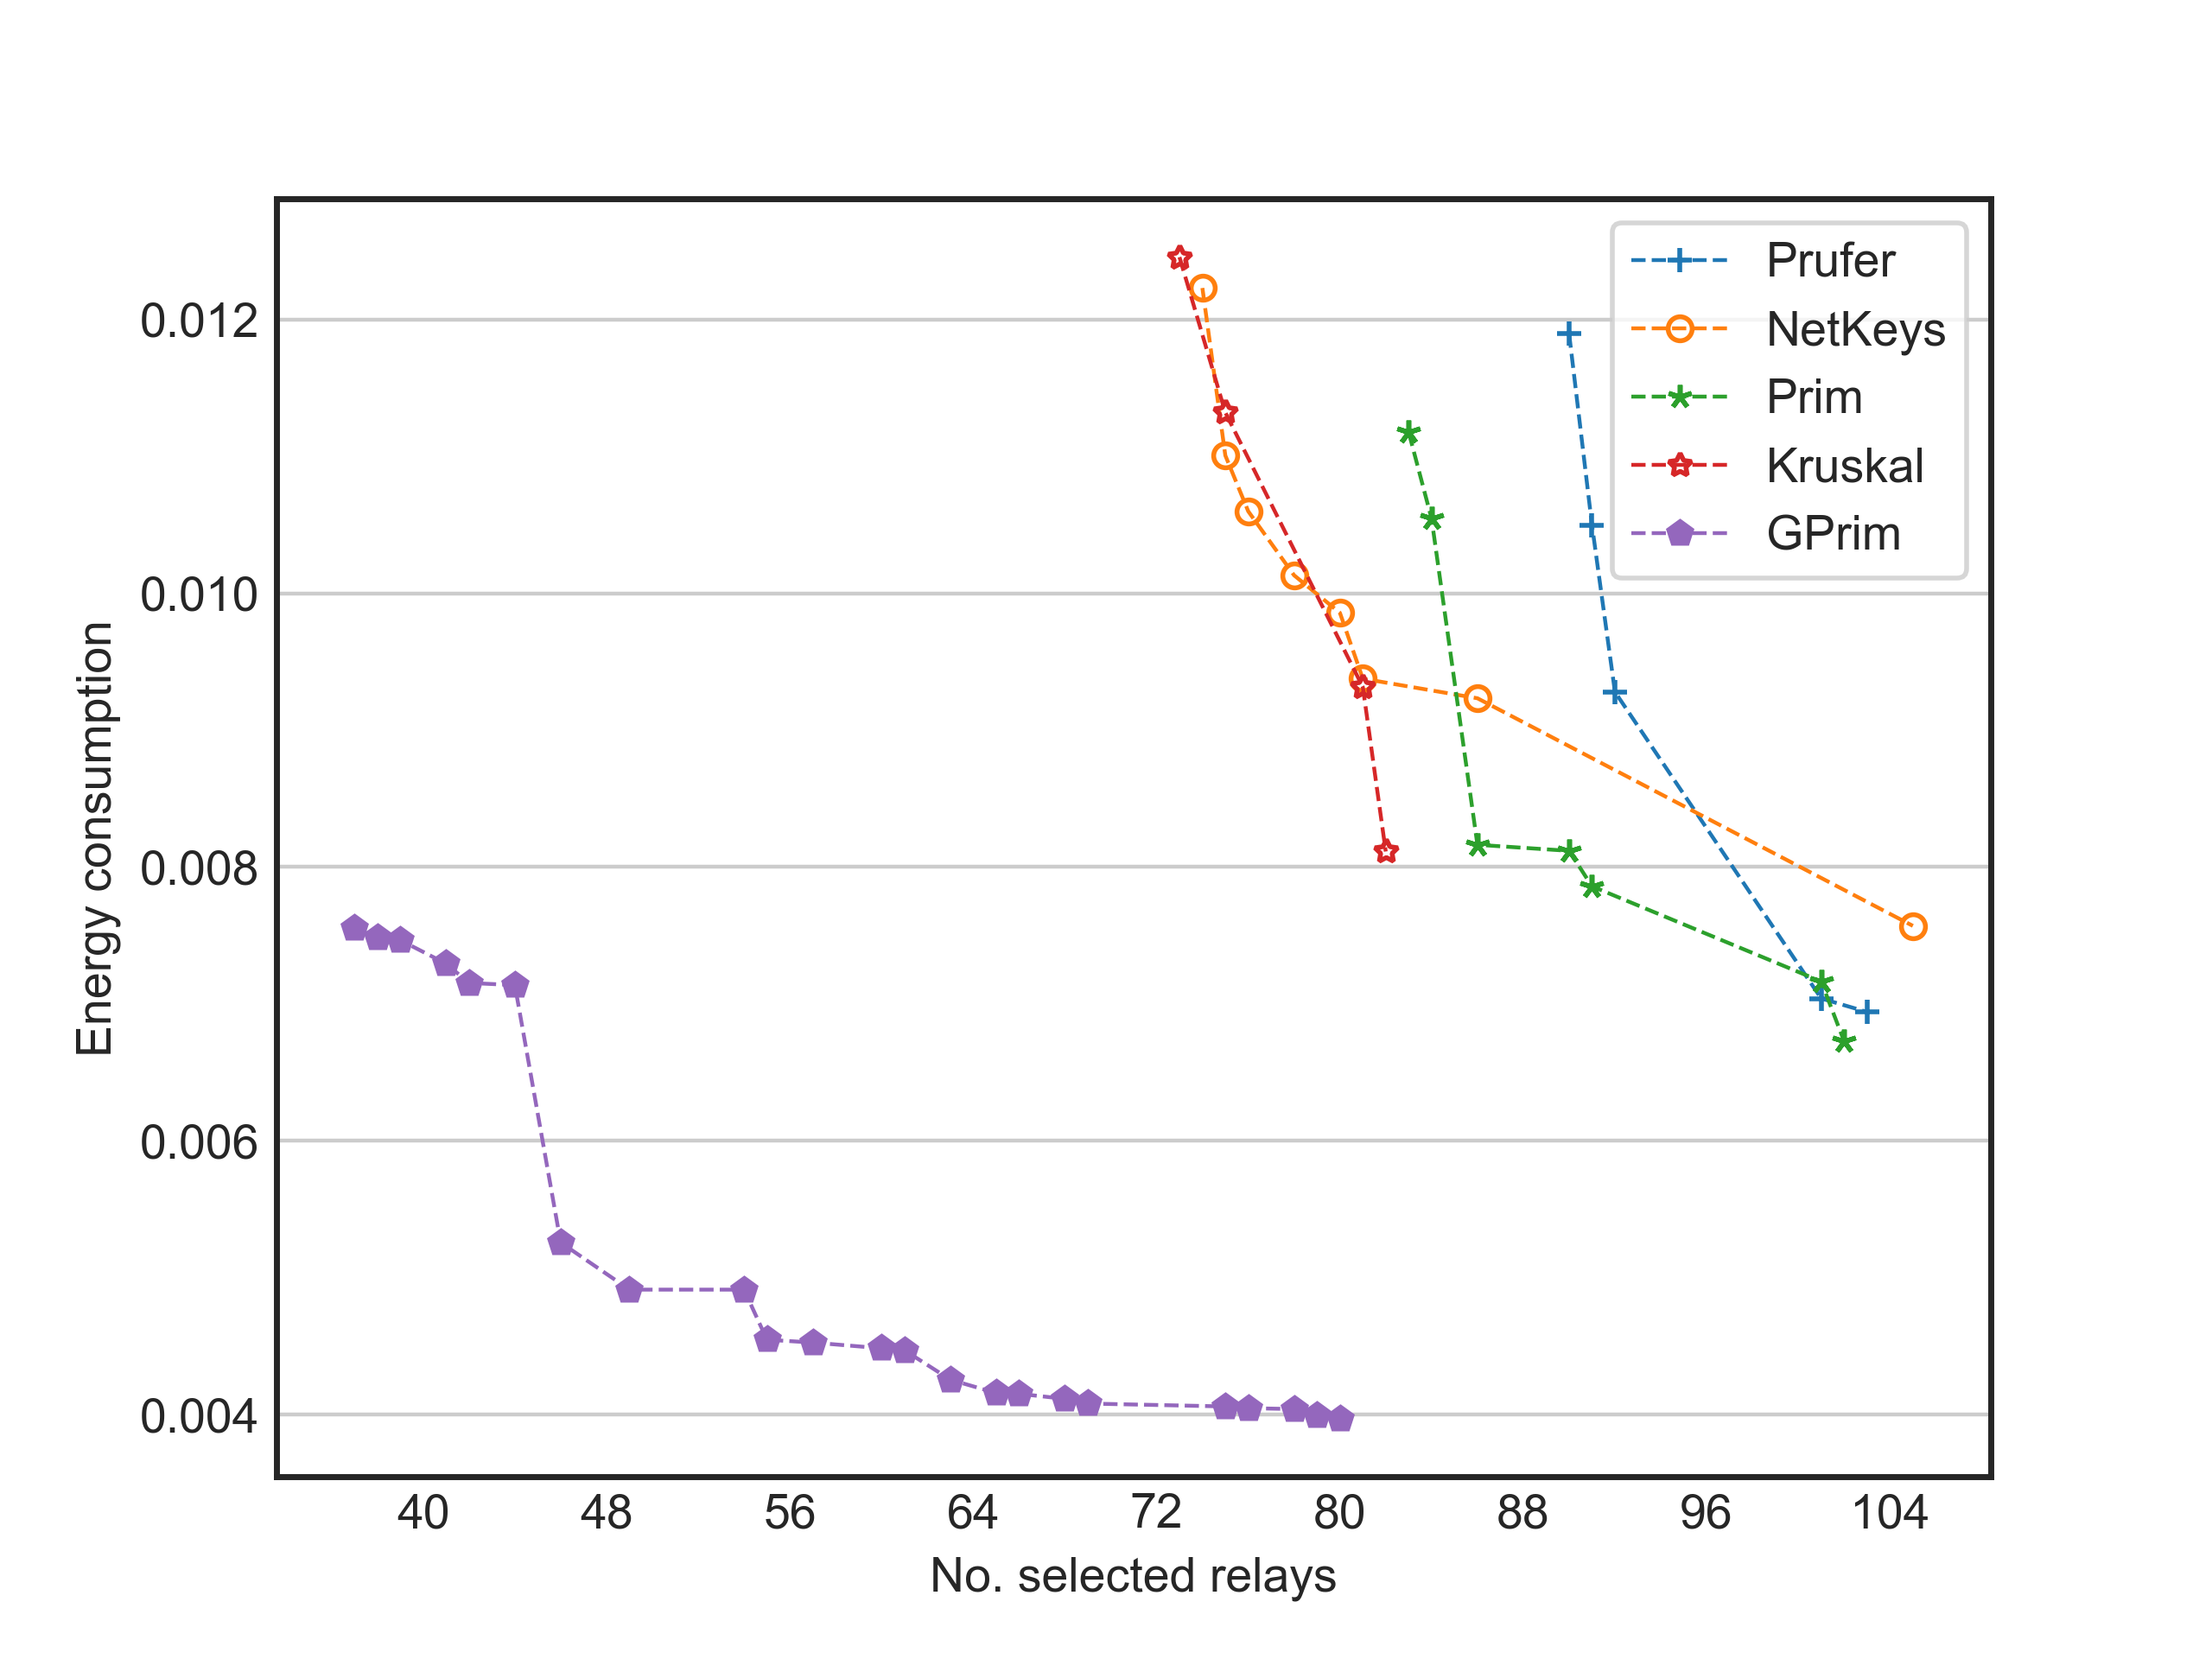 Prufer
NetKeys
Prim
Kruskal
GPrim
0.012
0.010
0.008
0.006
0.004
Energy consumption
40 48 56 64 72 80 88 96 104
No. selected relays